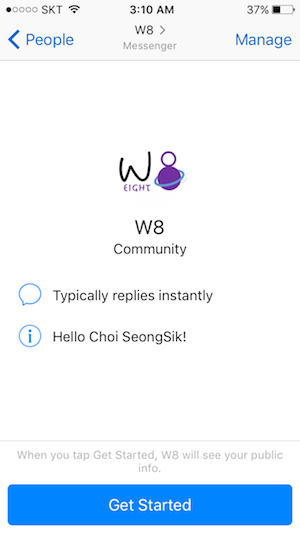 SKT 3:10 AM 37%
People W8 Manage
Messenger
W8
EIGHT
W8
Community
Typically replies instantly
Hello Choi SeongSik!
When you tap Get Started, W8 will see your public
info.
Get Started